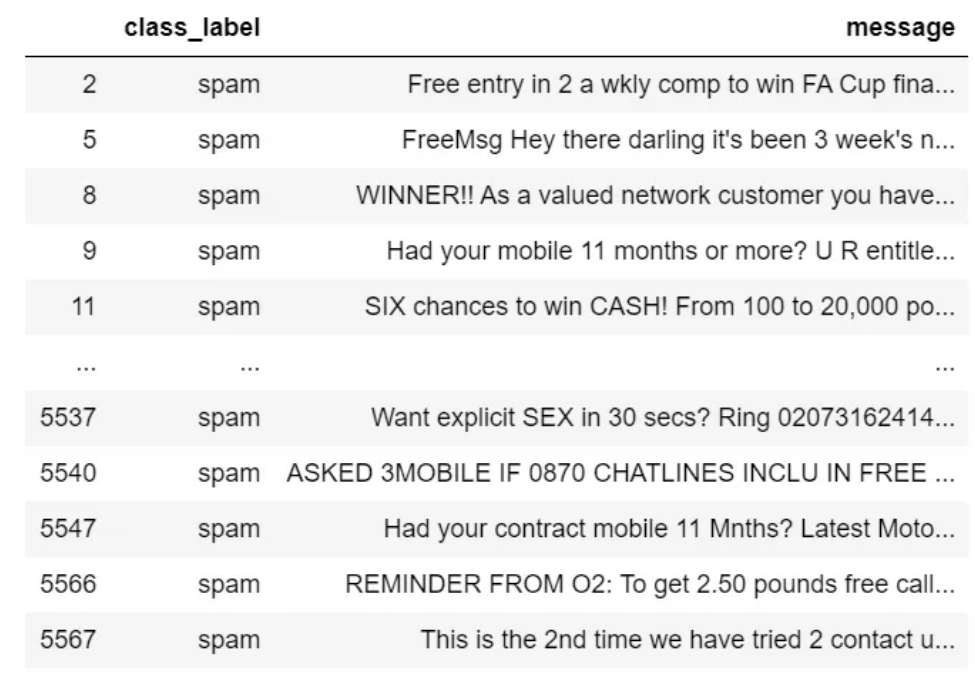 class_label message
2 spam Free entry in 2 a wkly comp to win FA Cup fina...
5 spam FreeMsg Hey there darling it's been 3 week's n...
8 spam WINNER!! As a valued network customer you have...
9 spam Had your mobile 11 months or more? U R entitle...
11 spam SIX chances to win CASH! From 100 to 20,000 po...
... ... ...
5537 spam Want explicit SEX in 30 secs? Ring 02073162414...
5540 spam ASKED 3MOBILE IF 0870 CHATLINES INCLU IN FREE ...
5547 spam Had your contract mobile 11 Mnths? Latest Moto...
5566 spam REMINDER FROM O2: To get 2.50 pounds free call...
5567 spam This is the 2nd time we have tried 2 contact u...